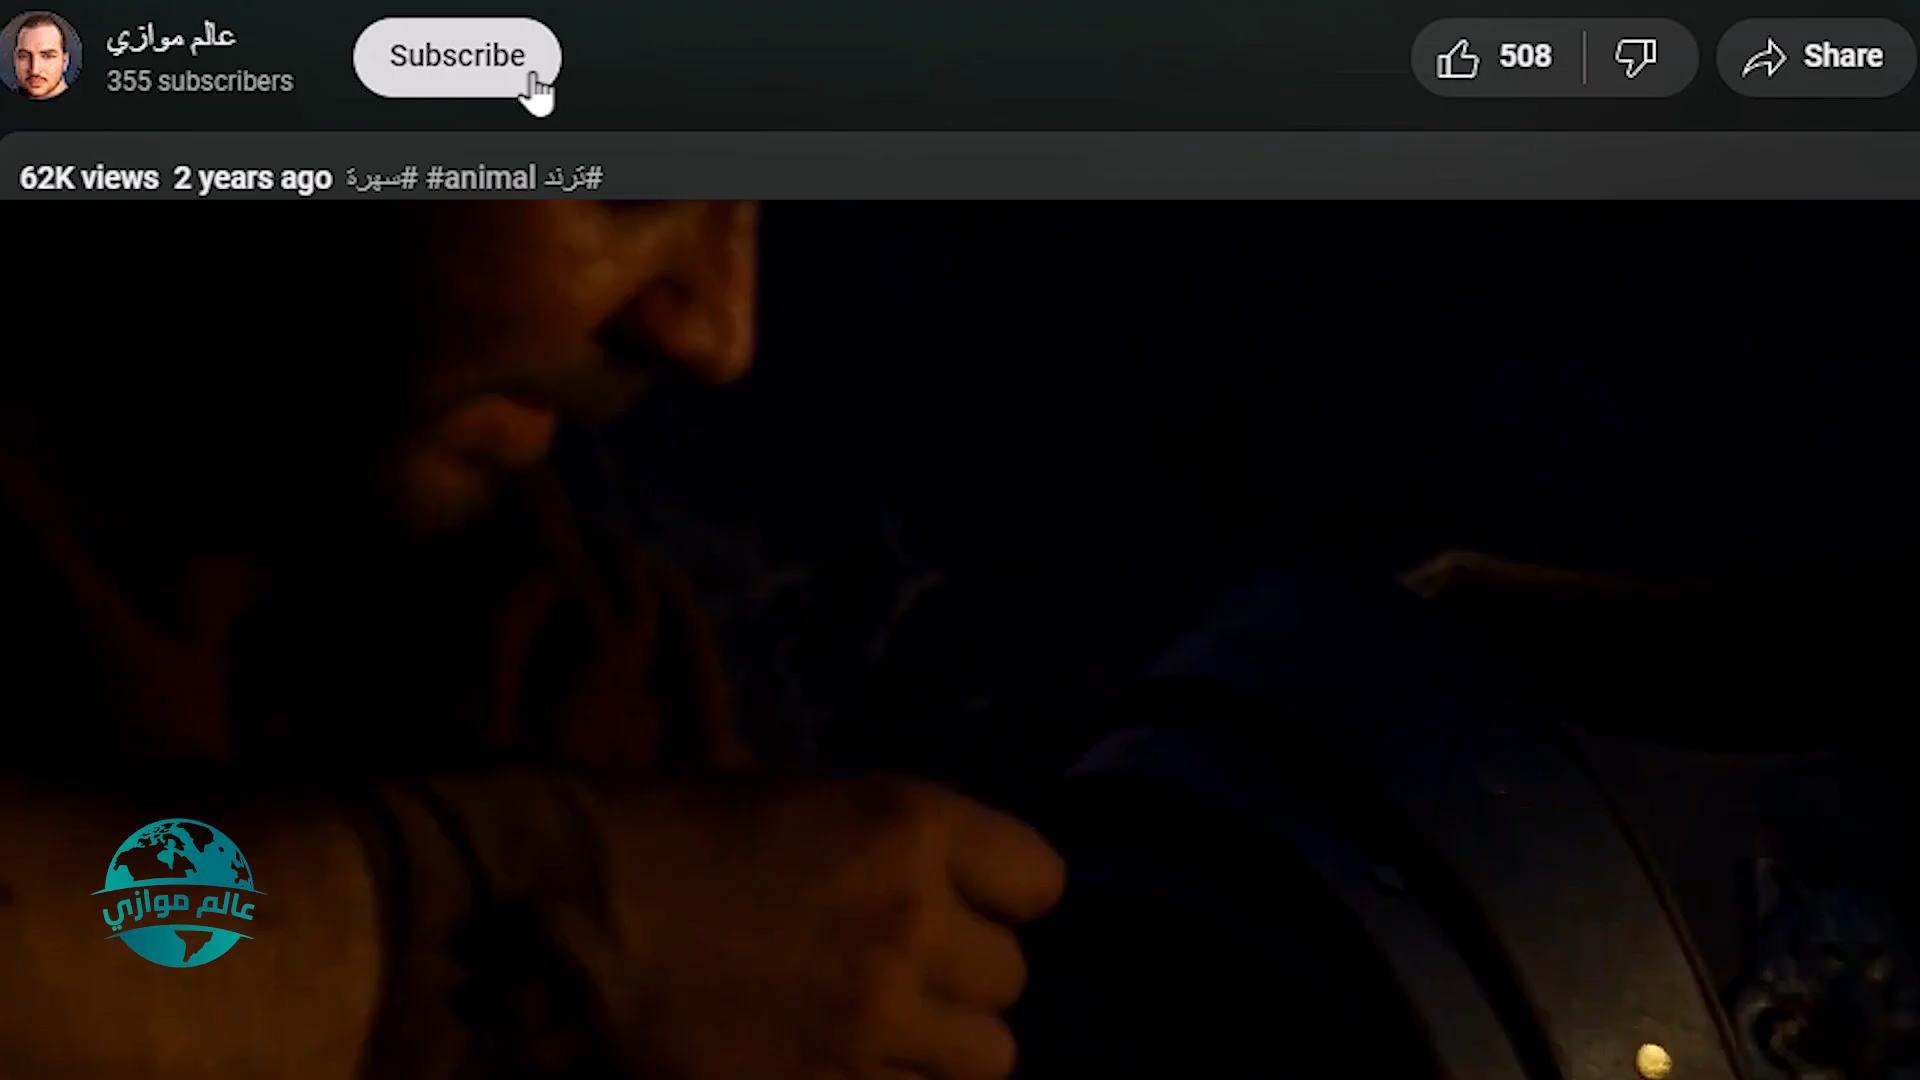 عالم موازي
355 subscribers
Subscribe
508
Share
62K views 2 years ago #سهرة #animal #ترند
عالم موازي